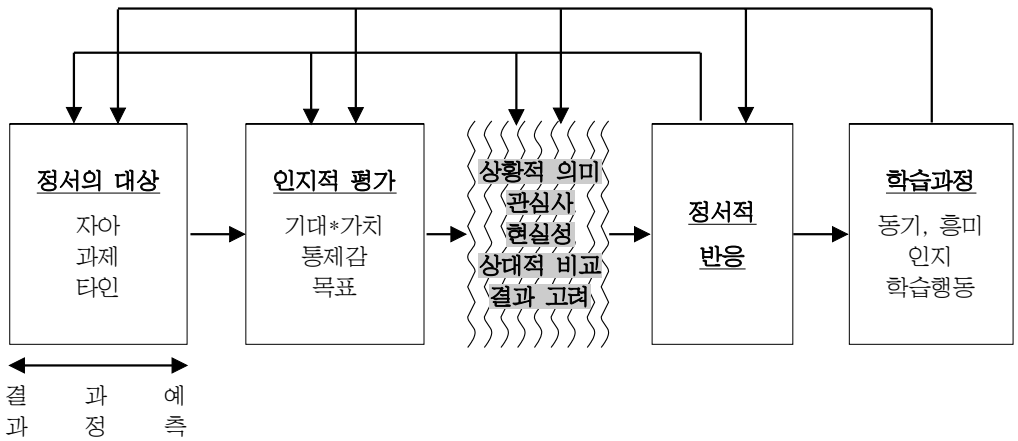 정서의 대상
자아
과제
타인
인지적 평가
기대*가치
통제감
목표
상황적 의미
관심사
현실성
상대적 비교
결과 고려
정서적
반응
학습과정
동기, 흥미
인지
학습행동
결과
과정
예측